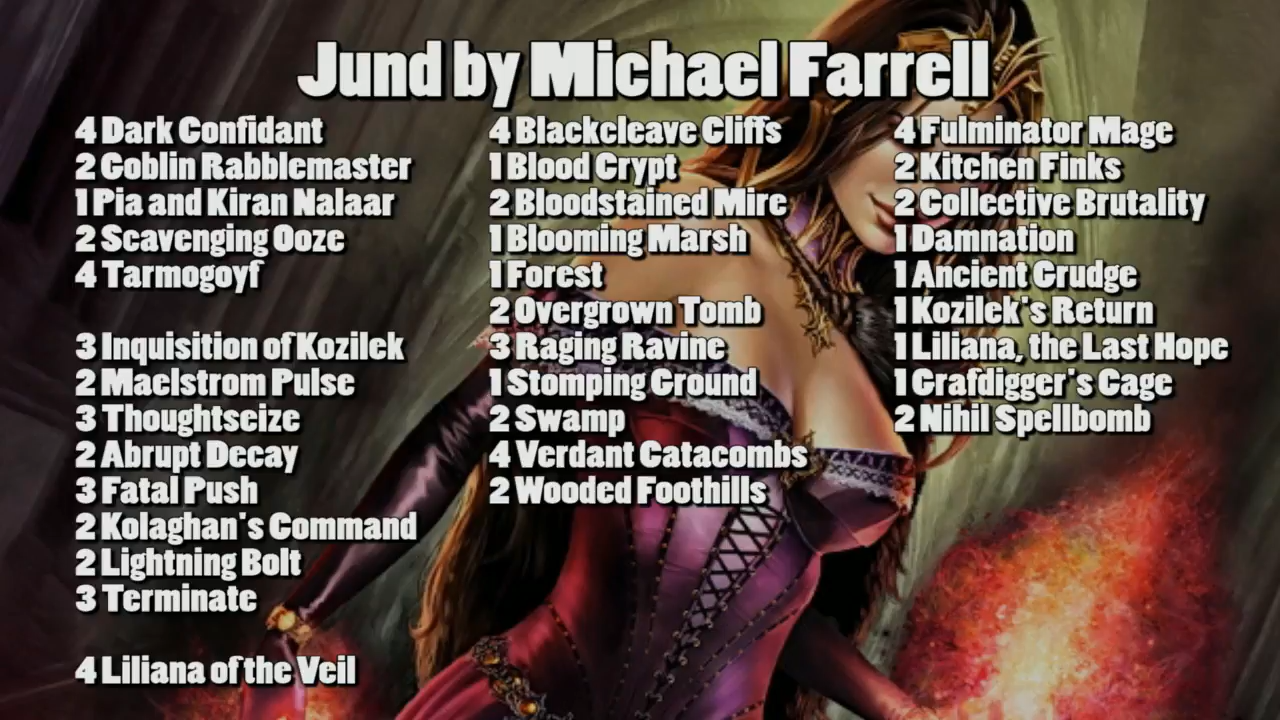 Jund by Michael Farrell
4 Dark Confidant
2 Goblin Rabblemaster
1 Pia and Kiran Nalaar
2 Scavenging Ooze
4 Tarmogoyf
3 Inquisition of Kozilek
2 Maelstrom Pulse
3 Thoughtseize
2 Abrupt Decay
3 Fatal Push
2 Kolaghan's Command
2 Lightning Bolt
3 Terminate
4 Liliana of the Veil
4 Blackcleave Cliffs
1 Blood Crypt
2 Bloodstained Mire
1 Blooming Marsh
1 Forest
2 Overgrown Tomb
3 Raging Ravine
1 Stomping Ground
2 Swamp
4 Verdant Catacombs
2 Wooded Foothills
4 Fulminator Mage
2 Kitchen Finks
2 Collective Brutality
1 Damnation
1 Ancient Grudge
1 Kozilek's Return
1 Liliana, the Last Hope
1 Grafdigger's Cage
2 Nihil Spellbomb